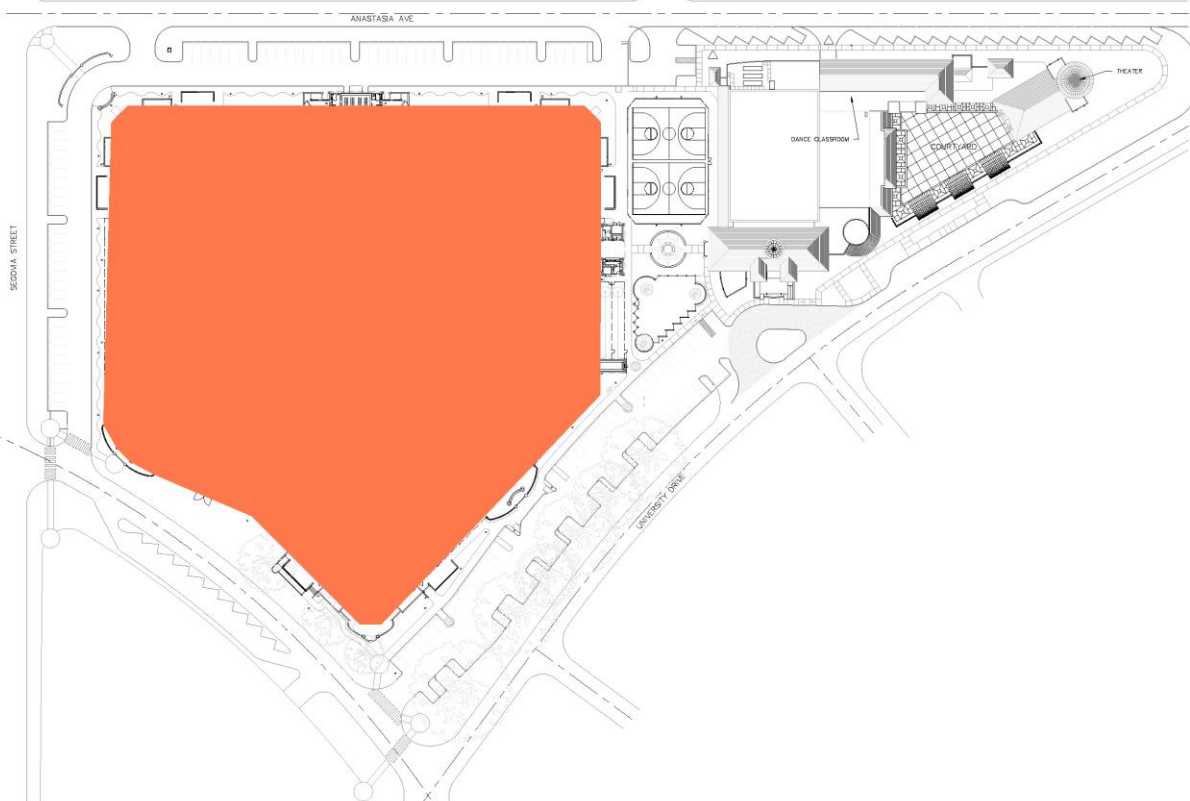 ANASTASIA AVE
THEATER
DANCE CLASSROOM
COURTYARD
SEGOVIA STREET
UNIVERSITY DRIVE